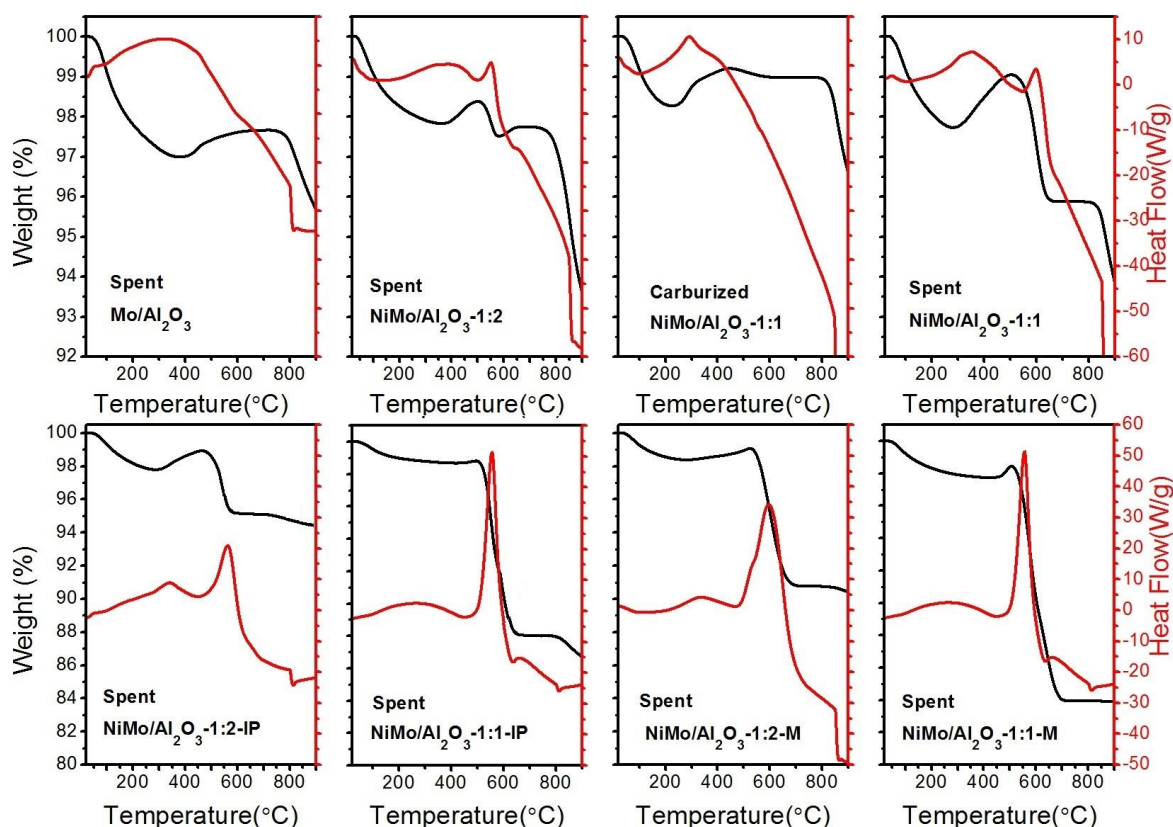 100
99
98
97
96
95
94
93
92
Weight (%)
Spent
Mo/Al₂O₃
Spent
NiMo/Al₂O₃-1:2
Carburized
NiMo/Al₂O₃-1:1
Spent
NiMo/Al₂O₃-1:1
10
0
-10
-20
-30
-40
-50
-60
Heat Flow(W/g)
200 400 600 800
200 400 600 800
200 400 600 800
200 400 600 800
Temperature(°C)
Temperature(°C)
Temperature(°C)
Temperature(°C)
100
98
96
94
92
90
88
86
84
82
80
Weight (%)
Spent
NiMo/Al₂O₃-1:2-IP
Spent
NiMo/Al₂O₃-1:1-IP
Spent
NiMo/Al₂O₃-1:2-M
Spent
NiMo/Al₂O₃-1:1-M
60
50
40
30
20
10
0
-10
-20
-30
-40
-50
Heat Flow(W/g)
200 400 600 800
200 400 600 800
200 400 600 800
200 400 600 800
Temperature(°C)
Temperature(°C)
Temperature(°C)
Temperature(°C)